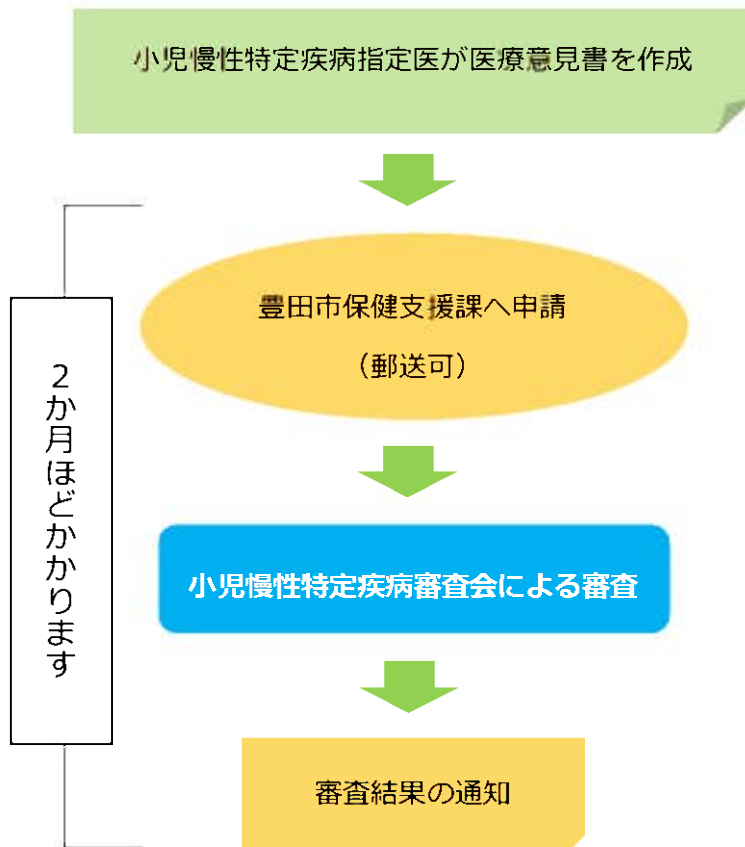 小児慢性特定疾病指定医が医療意見書を作成
豊田市保健支援課へ申請
（郵送可）
2か月ほどかかります
小児慢性特定疾病審査会による審査
審査結果の通知